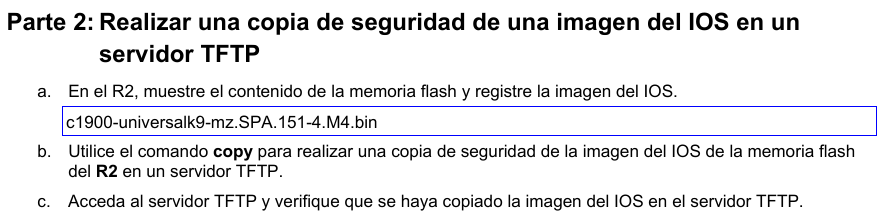 Parte 2: Realizar una copia de seguridad de una imagen del IOS en un
servidor TFTP
a. En el R2, muestre el contenido de la memoria flash y registre la imagen del IOS.
c1900-universalk9-mz.SPA.151-4.M4.bin
b. Utilice el comando copy para realizar una copia de seguridad de la imagen del IOS de la memoria flash
del R2 en un servidor TFTP.
c. Acceda al servidor TFTP y verifique que se haya copiado la imagen del IOS en el servidor TFTP.